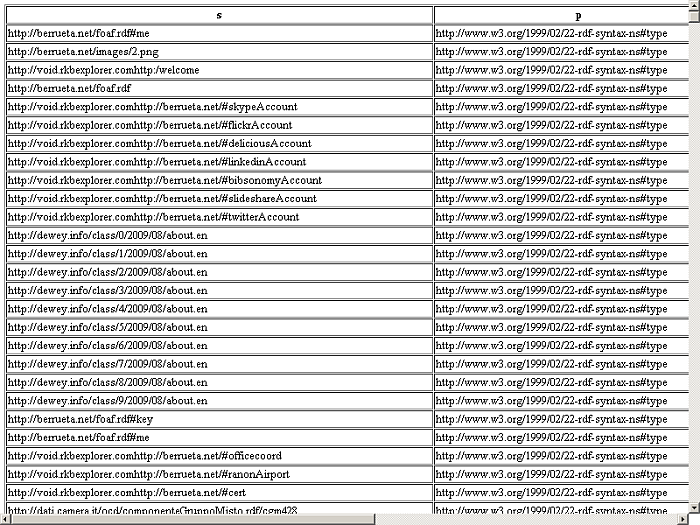 s p
http://berrueta.net/foaf.rdf#me http://www.w3.org/1999/02/22-rdf-syntax-ns#type
http://berrueta.net/images/2.png http://www.w3.org/1999/02/22-rdf-syntax-ns#type
http://void.rkbexplorer.comhttp:/welcome http://www.w3.org/1999/02/22-rdf-syntax-ns#type
http://berrueta.net/foaf.rdf http://www.w3.org/1999/02/22-rdf-syntax-ns#type
http://void.rkbexplorer.comhttp://berrueta.net/#skypeAccount http://www.w3.org/1999/02/22-rdf-syntax-ns#type
http://void.rkbexplorer.comhttp://berrueta.net/#flickrAccount http://www.w3.org/1999/02/22-rdf-syntax-ns#type
http://void.rkbexplorer.comhttp://berrueta.net/#deliciousAccount http://www.w3.org/1999/02/22-rdf-syntax-ns#type
http://void.rkbexplorer.comhttp://berrueta.net/#linkedinAccount http://www.w3.org/1999/02/22-rdf-syntax-ns#type
http://void.rkbexplorer.comhttp://berrueta.net/#bibsonomyAccount http://www.w3.org/1999/02/22-rdf-syntax-ns#type
http://void.rkbexplorer.comhttp://berrueta.net/#slideshareAccount http://www.w3.org/1999/02/22-rdf-syntax-ns#type
http://void.rkbexplorer.comhttp://berrueta.net/#twitterAccount http://www.w3.org/1999/02/22-rdf-syntax-ns#type
http://dewey.info/class/0/2009/08/about.en http://www.w3.org/1999/02/22-rdf-syntax-ns#type
http://dewey.info/class/1/2009/08/about.en http://www.w3.org/1999/02/22-rdf-syntax-ns#type
http://dewey.info/class/2/2009/08/about.en http://www.w3.org/1999/02/22-rdf-syntax-ns#type
http://dewey.info/class/3/2009/08/about.en http://www.w3.org/1999/02/22-rdf-syntax-ns#type
http://dewey.info/class/4/2009/08/about.en http://www.w3.org/1999/02/22-rdf-syntax-ns#type
http://dewey.info/class/5/2009/08/about.en http://www.w3.org/1999/02/22-rdf-syntax-ns#type
http://dewey.info/class/6/2009/08/about.en http://www.w3.org/1999/02/22-rdf-syntax-ns#type
http://dewey.info/class/7/2009/08/about.en http://www.w3.org/1999/02/22-rdf-syntax-ns#type
http://dewey.info/class/8/2009/08/about.en http://www.w3.org/1999/02/22-rdf-syntax-ns#type
http://dewey.info/class/9/2009/08/about.en http://www.w3.org/1999/02/22-rdf-syntax-ns#type
http://berrueta.net/foaf.rdf#key http://www.w3.org/1999/02/22-rdf-syntax-ns#type
http://berrueta.net/foaf.rdf#me http://www.w3.org/1999/02/22-rdf-syntax-ns#type
http://void.rkbexplorer.comhttp://berrueta.net/#officecoord http://www.w3.org/1999/02/22-rdf-syntax-ns#type
http://void.rkbexplorer.comhttp://berrueta.net/#ranonAirport http://www.w3.org/1999/02/22-rdf-syntax-ns#type
http://void.rkbexplorer.comhttp://berrueta.net/#cert http://www.w3.org/1999/02/22-rdf-syntax-ns#type
http://dati.camera.it/ocd/componenteGruppoMisto.rdf/cgm428 http://www.w3.org/1999/02/22-rdf-syntax-ns#type